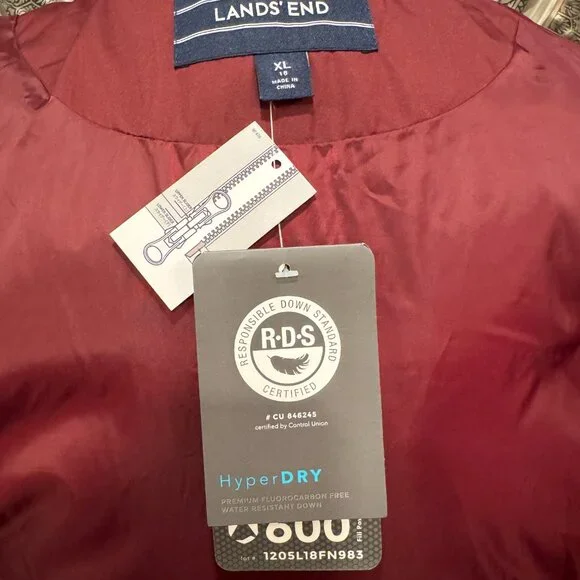 LANDS' END
XL
18
MADE IN
CHINA
RESPONSIBLE DOWN STANDARD
R·D·S
CERTIFIED
# CU 846245
certified by Control Union
HyperDRY
PREMIUM FLUOROCARBON FREE
WATER RESISTANT DOWN
600
lot #: 1205L18FN983